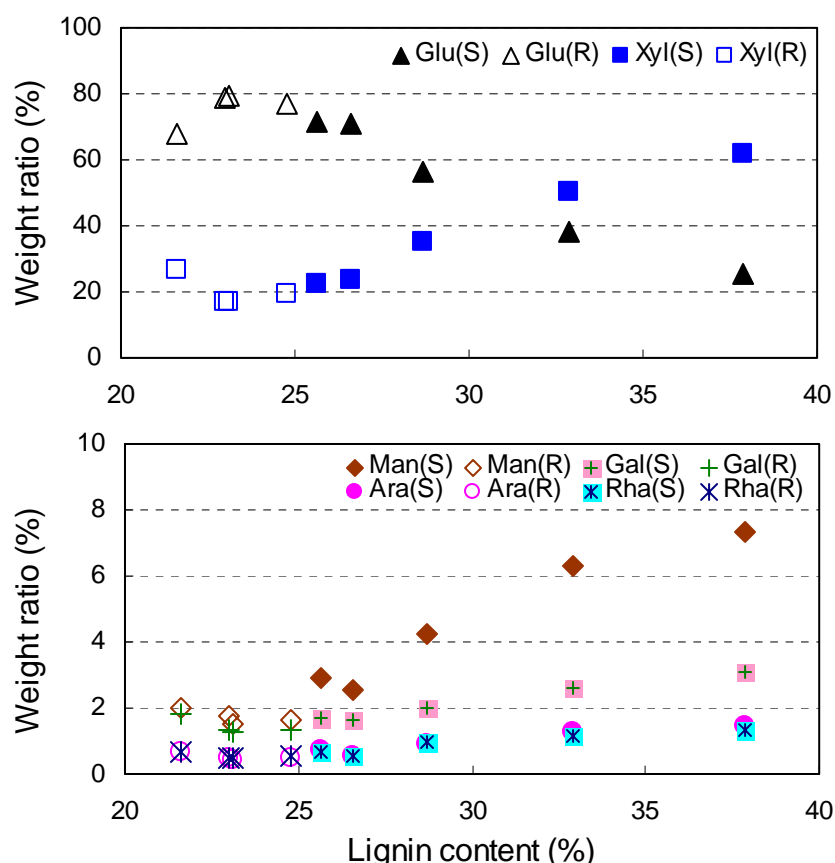 100
80
60
40
20
0
Weight ratio (%)
Glu(S) Glu(R) Xyl(S) Xyl(R)
20 25 30 35 40
10
8
6
4
2
0
Weight ratio (%)
Man(S) Man(R) Gal(S) Gal(R)
Ara(S) Ara(R) Rha(S) Rha(R)
20 25 30 35 40
Lignin content (%)